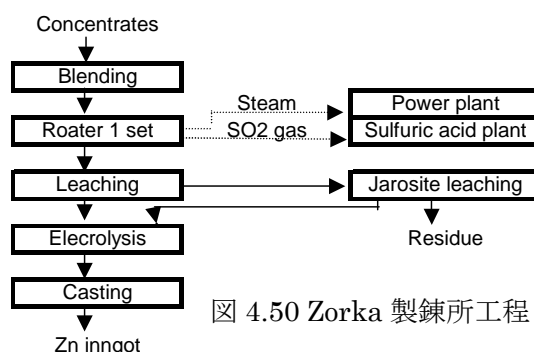 Concentrates
Blending
Steam
Power plant
Roater 1 set
SO2 gas
Sulfuric acid plant
Leaching
Jarosite leaching
Elecrolysis
Residue
Casting
図 4.50 Zorka 製錬所工程
Zn inngot